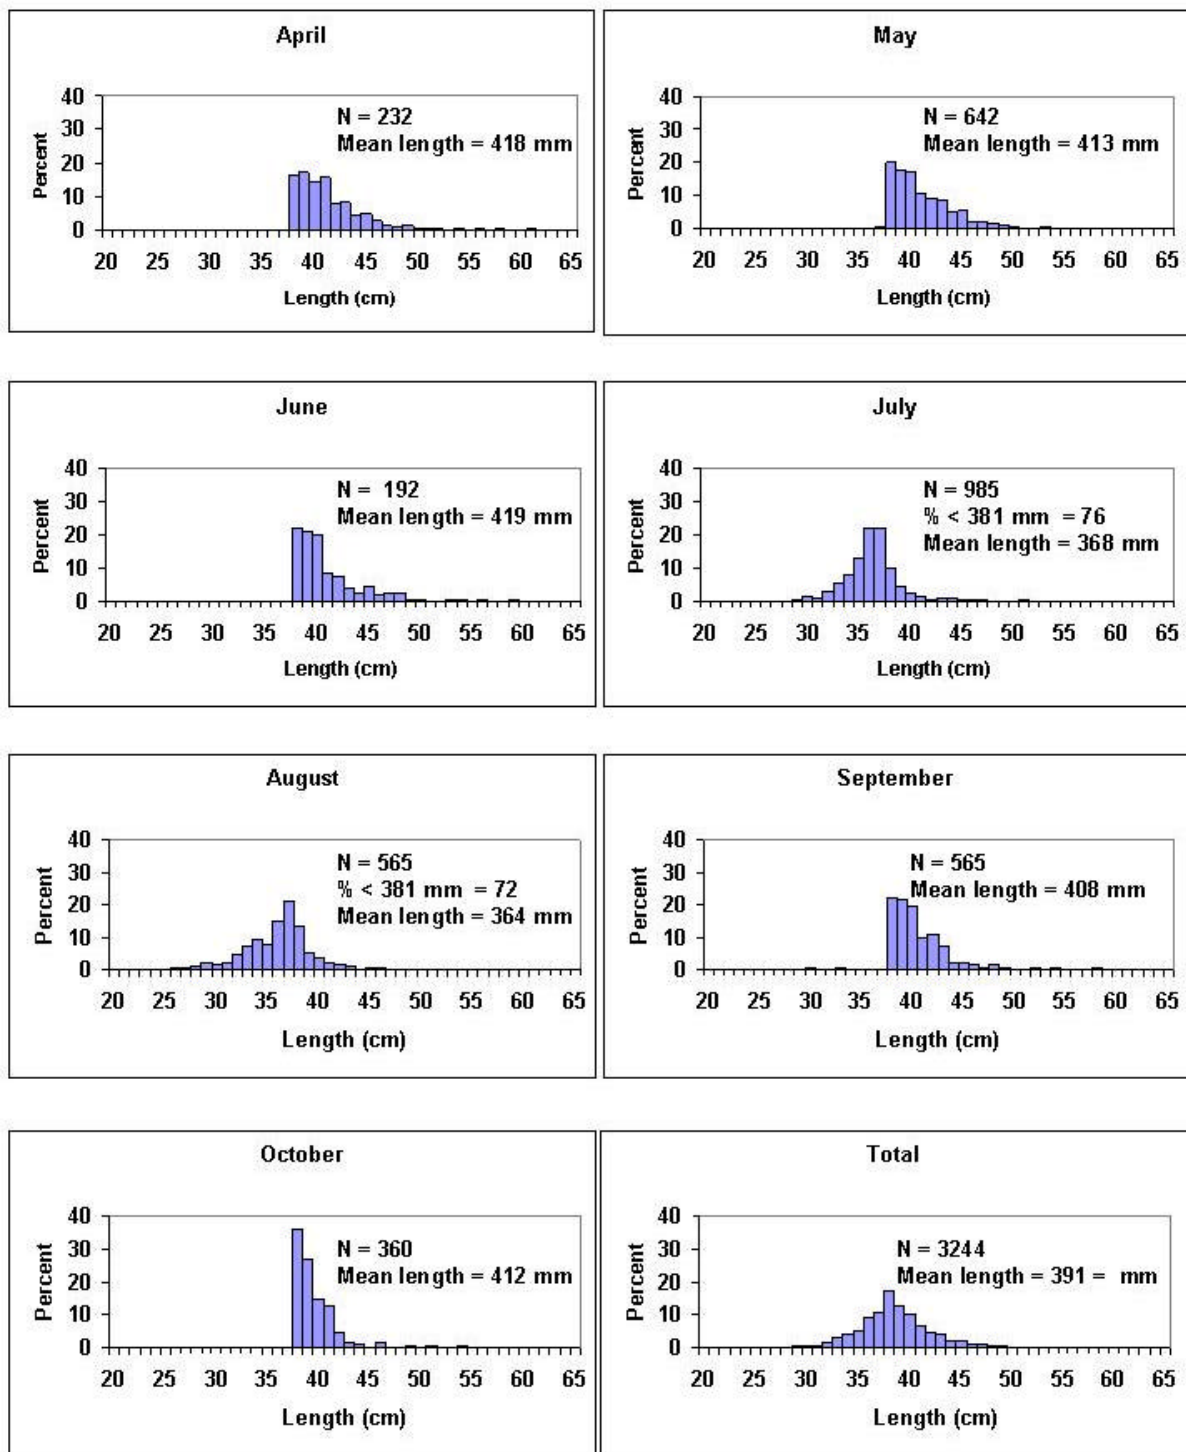 April
N = 232
Mean length = 418 mm
Percent
40
30
20
10
0
20 25 30 35 40 45 50 55 60 65
Length (cm)
May
N = 642
Mean length = 413 mm
Percent
40
30
20
10
0
20 25 30 35 40 45 50 55 60 65
Length (cm)
June
N = 192
Mean length = 419 mm
Percent
40
30
20
10
0
20 25 30 35 40 45 50 55 60 65
Length (cm)
July
N = 985
% < 381 mm = 76
Mean length = 368 mm
Percent
40
30
20
10
0
20 25 30 35 40 45 50 55 60 65
Length (cm)
August
N = 565
% < 381 mm = 72
Mean length = 364 mm
Percent
40
30
20
10
0
20 25 30 35 40 45 50 55 60 65
Length (cm)
September
N = 565
Mean length = 408 mm
Percent
40
30
20
10
0
20 25 30 35 40 45 50 55 60 65
Length (cm)
October
N = 360
Mean length = 412 mm
Percent
40
30
20
10
0
20 25 30 35 40 45 50 55 60 65
Length (cm)
Total
N = 3244
Mean length = 391 = mm
Percent
40
30
20
10
0
20 25 30 35 40 45 50 55 60 65
Length (cm)